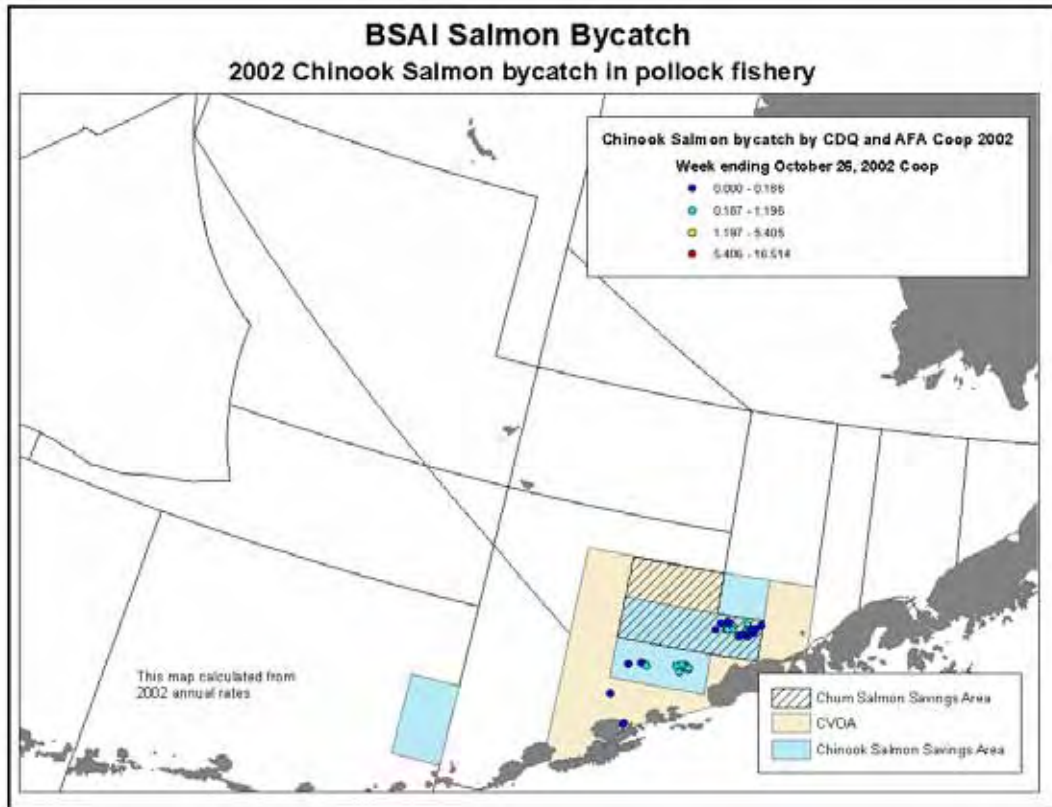 BSAI Salmon Bycatch
2002 Chinook Salmon bycatch in pollock fishery
Chinook Salmon bycatch by CDQ and AFA Coop 2002
Week ending October 26, 2002 Coop
0.000 - 0.186
0.187 - 1.196
1.197 - 5.405
5.406 - 16.514
This map calculated from
2002 annual rates
Chum Salmon Savings Area
CVOA
Chinook Salmon Savings Area